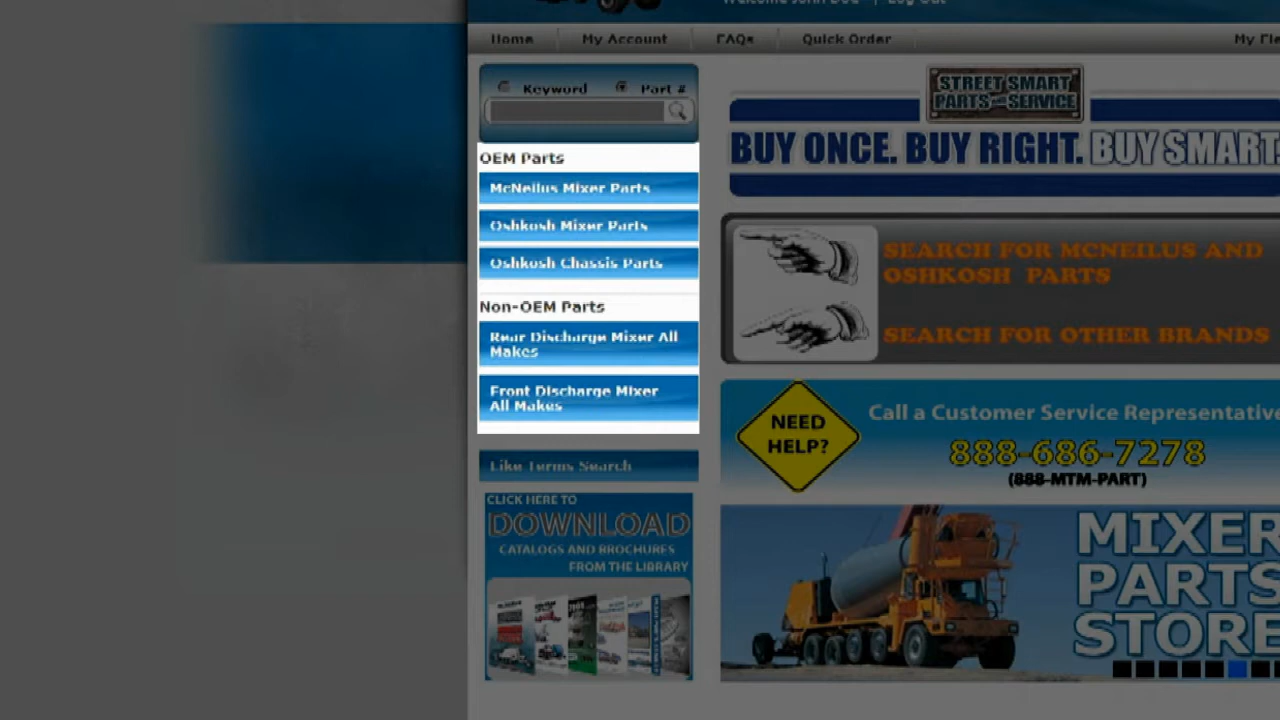 Welcome John Doe | Log Out
Home My Account FAQs Quick Order My
Keyword Part #
STREET SMART
PARTS AND SERVICE
BUY ONCE. BUY RIGHT. BUY SMART.
OEM Parts
McNeilus Mixer Parts
Oshkosh Mixer Parts
Oshkosh Chassis Parts
Non-OEM Parts
Rear Discharge Mixer All
Makes
Front Discharge Mixer
All Makes
Like Terms Search
CLICK HERE TO
DOWNLOAD
CATALOGS AND BROCHURES
FROM THE LIBRARY
SEARCH FOR MCNEILUS AND
OSHKOSH PARTS
SEARCH FOR OTHER BRANDS
NEED
HELP?
Call a Customer Service Representative
888-686-7278
(888-MTM-PART)
MIXER
PARTS
STORE